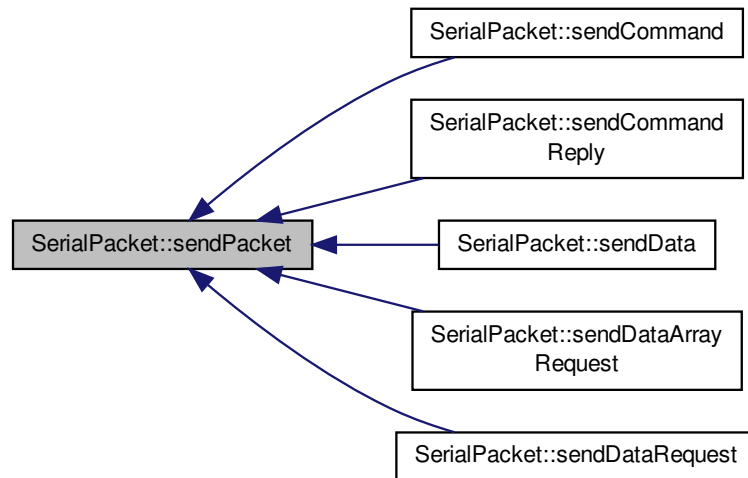 SerialPacket::sendCommand
SerialPacket::sendCommand
Reply
SerialPacket::sendPacket
SerialPacket::sendData
SerialPacket::sendDataArray
Request
SerialPacket::sendDataRequest